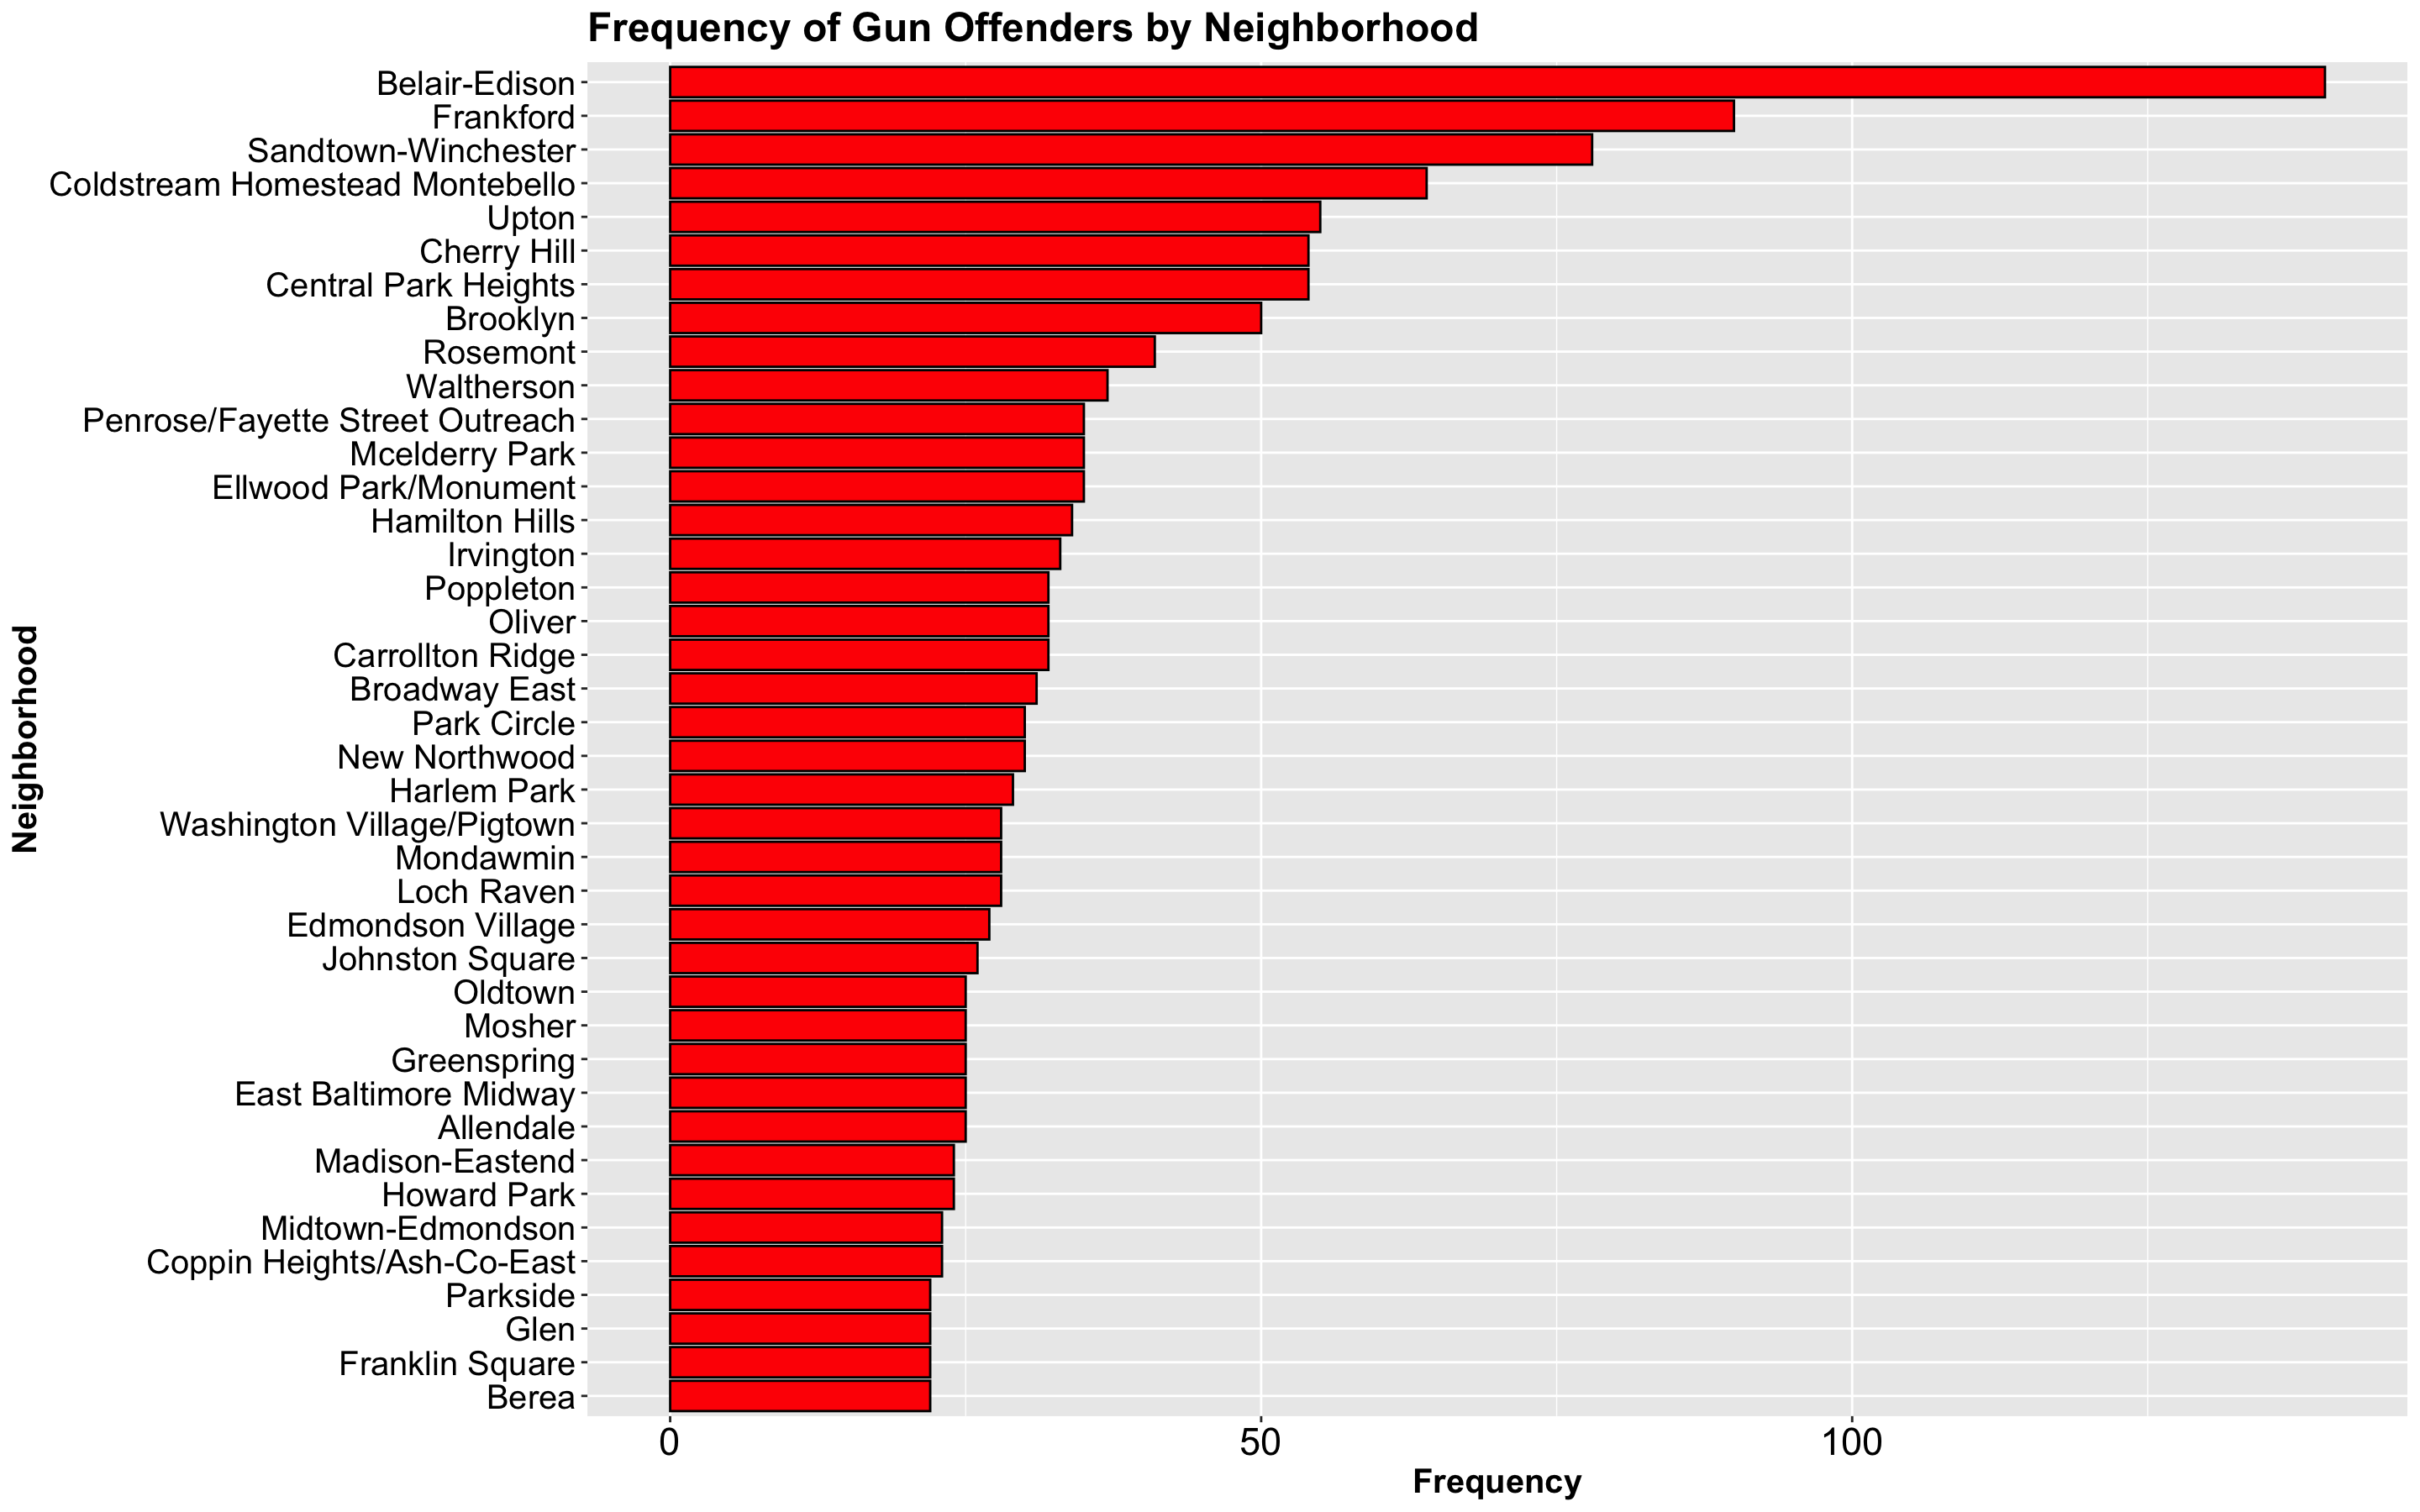 Frequency of Gun Offenders by Neighborhood
Neighborhood
Belair-Edison
Frankford
Sandtown-Winchester
Coldstream Homestead Montebello
Upton
Cherry Hill
Central Park Heights
Brooklyn
Rosemont
Waltherson
Penrose/Fayette Street Outreach
Mcelderry Park
Ellwood Park/Monument
Hamilton Hills
Irvington
Poppleton
Oliver
Carrollton Ridge
Broadway East
Park Circle
New Northwood
Harlem Park
Washington Village/Pigtown
Mondawmin
Loch Raven
Edmondson Village
Johnston Square
Oldtown
Mosher
Greenspring
East Baltimore Midway
Allendale
Madison-Eastend
Howard Park
Midtown-Edmondson
Coppin Heights/Ash-Co-East
Parkside
Glen
Franklin Square
Berea
0 50 100
Frequency